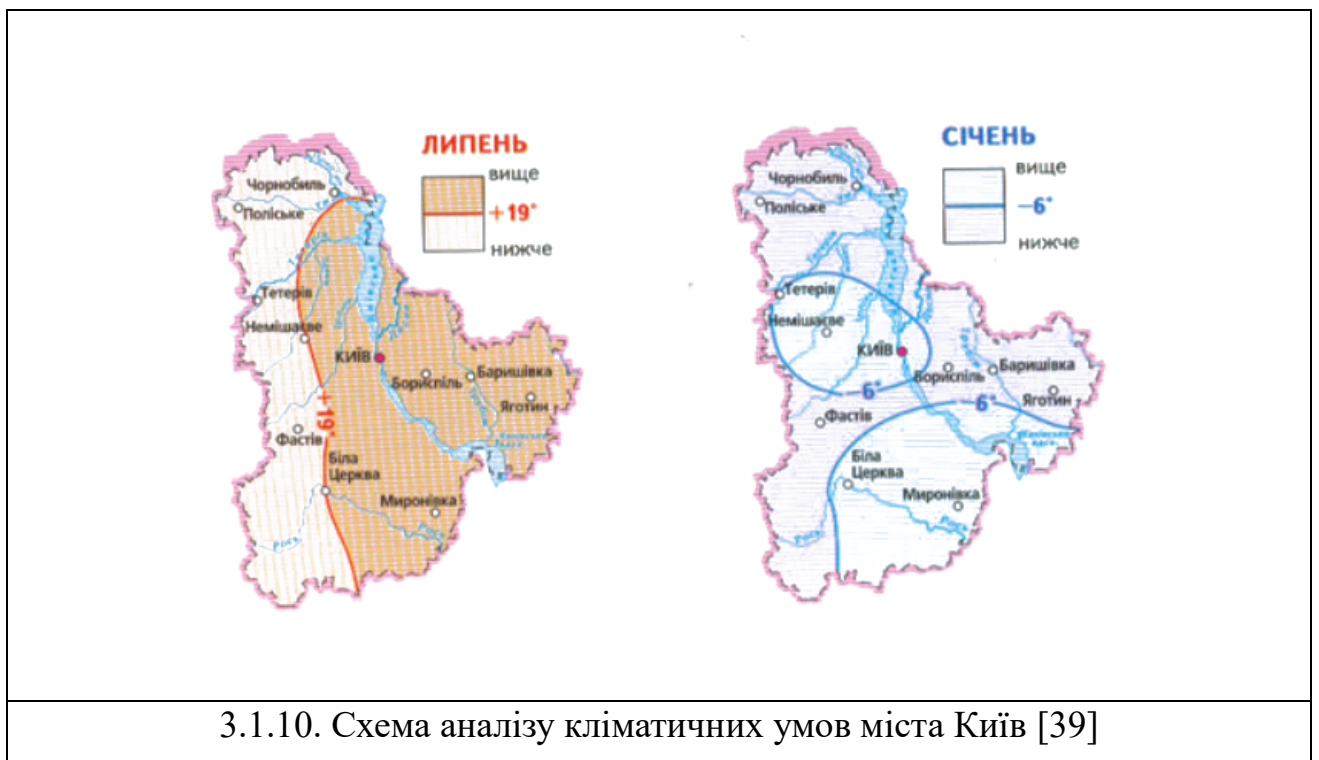 ЛИПЕНЬ
вище
+19°
нижче
Чорнобиль
Поліське
Тетерів
Немішаєве
КИЇВ
Бориспіль
Баришівка
Яготин
+19°
Фастів
Біла
Церква
Миронівка
Рось
Рось
СІЧЕНЬ
вище
–6°
нижче
Чорнобиль
Поліське
Тетерів
Немішаєве
КИЇВ
Бориспіль
Баришівка
Яготин
–6°
–6°
Фастів
Біла
Церква
Миронівка
Рось
Рось
3.1.10. Схема аналізу кліматичних умов міста Київ [39]